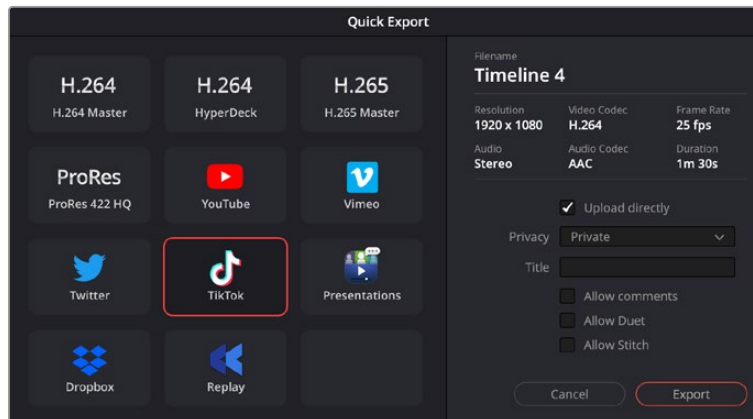 Quick Export
H.264
H.264 Master
H.264
HyperDeck
H.265
H.265 Master
ProRes
ProRes 422 HQ
YouTube
Vimeo
Twitter
TikTok
Presentations
Dropbox
Replay
Filename
Timeline 4
Resolution Video Codec Frame Rate
1920 x 1080 H.264 25 fps
Audio Audio Codec Duration
Stereo AAC 1m 30s
Upload directly
Privacy Private
Title
Allow comments
Allow Duet
Allow Stitch
Cancel Export